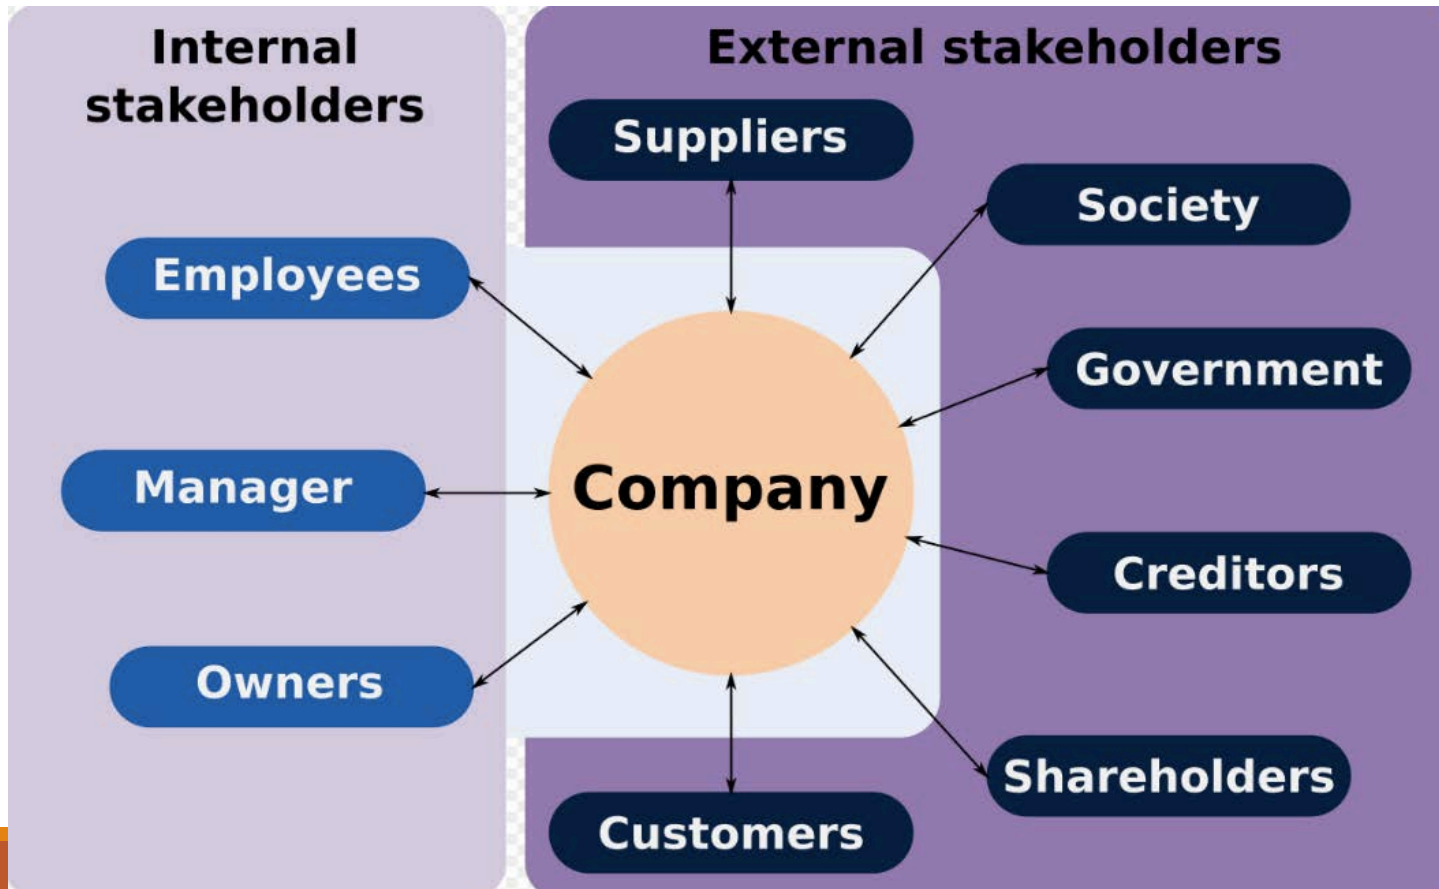 Internal
stakeholders
Employees
Manager
Owners
External stakeholders
Suppliers
Society
Government
Company
Creditors
Shareholders
Customers